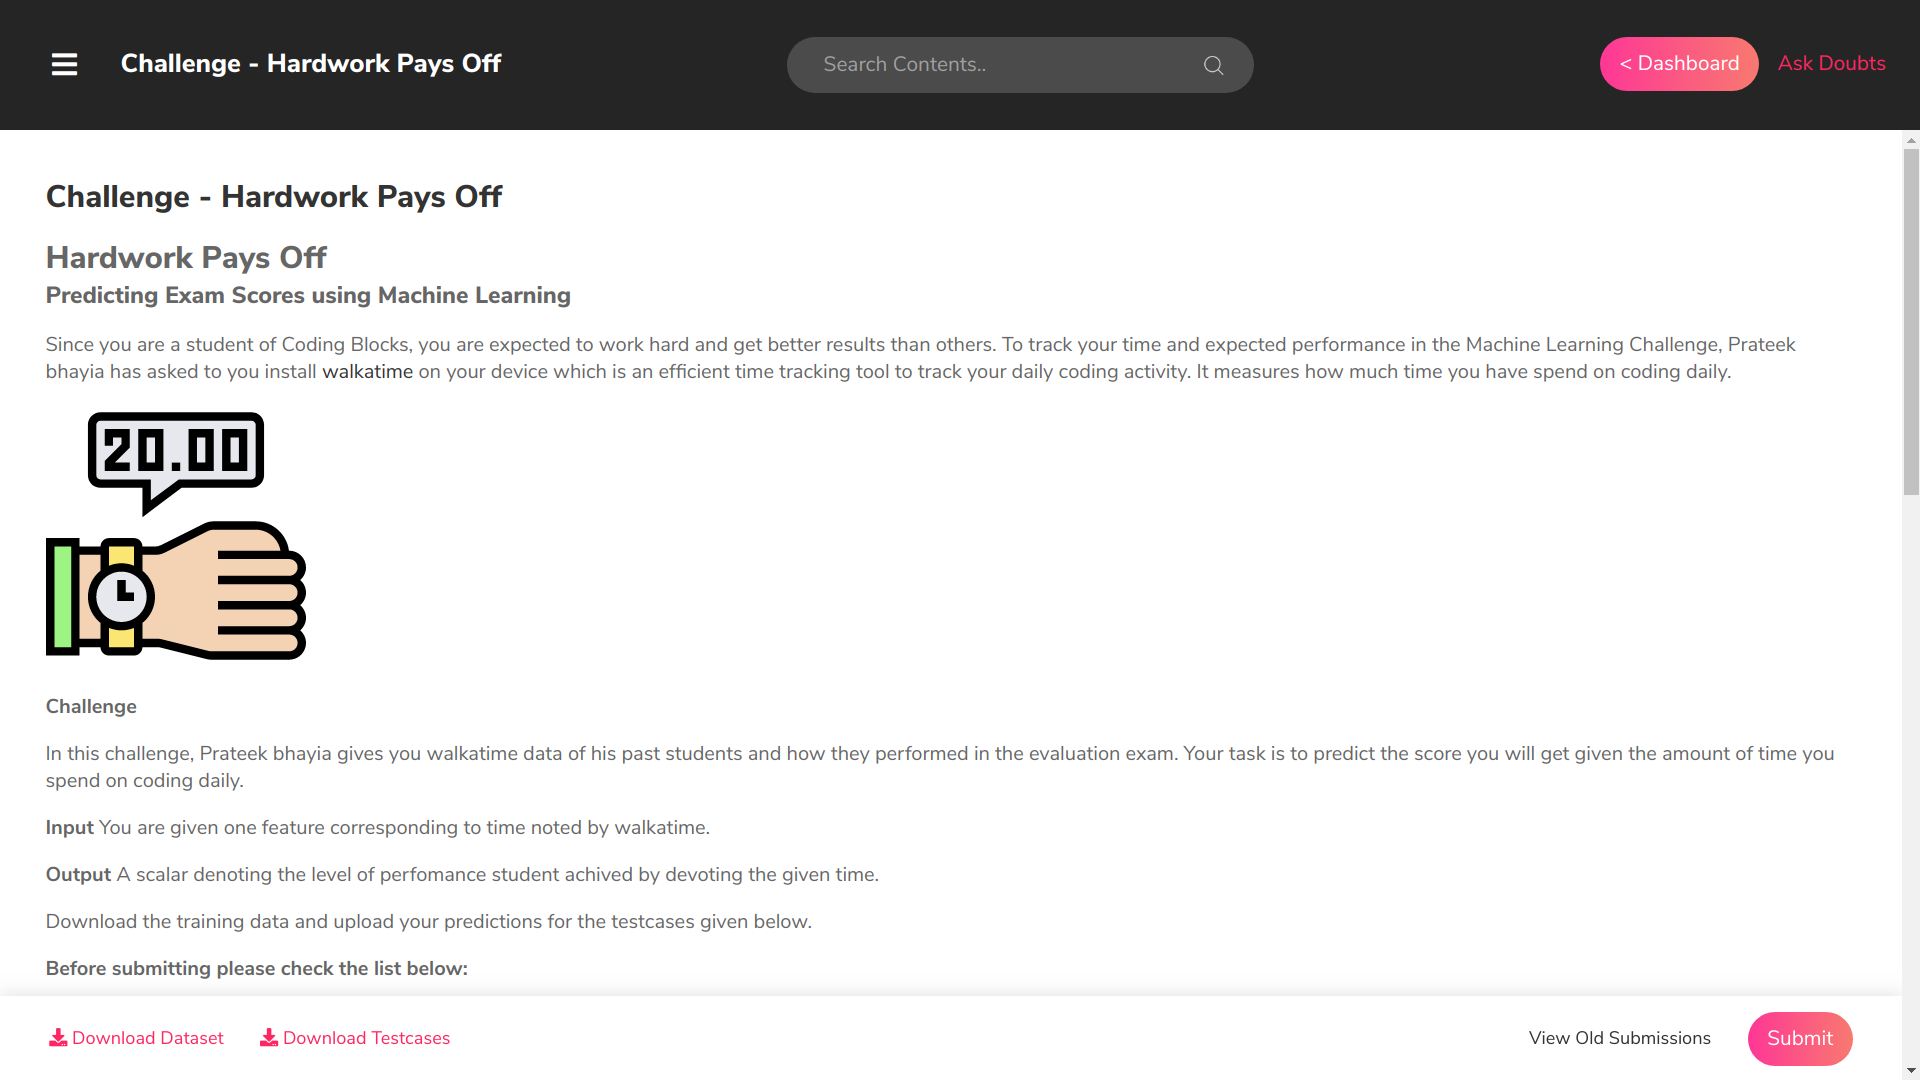 Challenge - Hardwork Pays Off
Search Contents..
< Dashboard
Ask Doubts
Challenge - Hardwork Pays Off
Hardwork Pays Off
Predicting Exam Scores using Machine Learning
Since you are a student of Coding Blocks, you are expected to work hard and get better results than others. To track your time and expected performance in the Machine Learning Challenge, Prateek
bhayia has asked to you install walkatime on your device which is an efficient time tracking tool to track your daily coding activity. It measures how much time you have spend on coding daily.
20.00
Challenge
In this challenge, Prateek bhayia gives you walkatime data of his past students and how they performed in the evaluation exam. Your task is to predict the score you will get given the amount of time you
spend on coding daily.
Input You are given one feature corresponding to time noted by walkatime.
Output A scalar denoting the level of perfomance student achived by devoting the given time.
Download the training data and upload your predictions for the testcases given below.
Before submitting please check the list below:
Download Dataset
Download Testcases
View Old Submissions
Submit